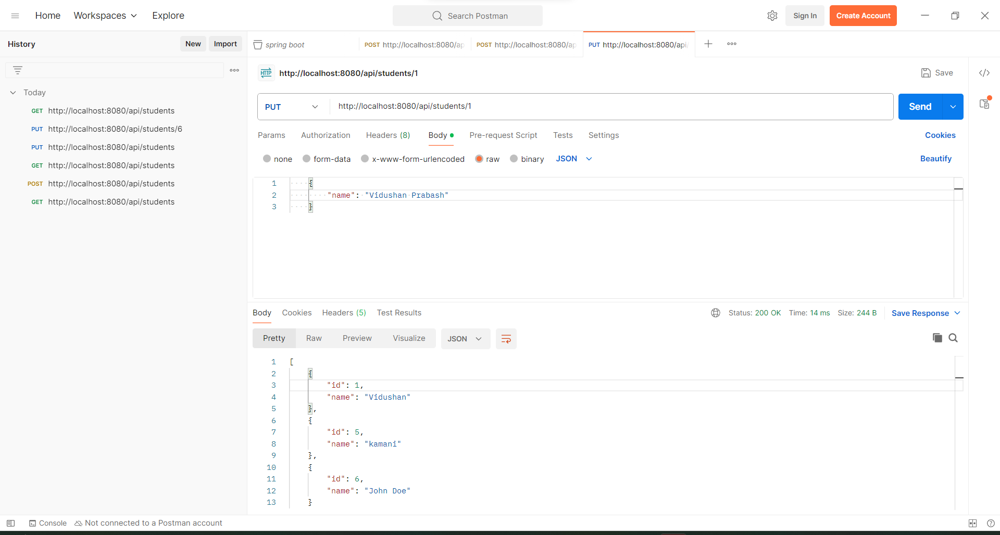 Home Workspaces Explore Search Postman Sign In Create Account
History New Import
spring boot POST http://localhost:8080/ap POST http://localhost:8080/ap PUT http://localhost:8080/api/
HTTP http://localhost:8080/api/students/1 Save </>
Today
GET http://localhost:8080/api/students
PUT http://localhost:8080/api/students/6
PUT http://localhost:8080/api/students
GET http://localhost:8080/api/students
POST http://localhost:8080/api/students
GET http://localhost:8080/api/students
PUT http://localhost:8080/api/students/1 Send
Params Authorization Headers (8) Body Pre-request Script Tests Settings Cookies
none form-data x-www-form-urlencoded raw binary JSON Beautify
1 {
2 "name": "Vidushan Prabash"
3 }
Body Cookies Headers (5) Test Results Status: 200 OK Time: 14 ms Size: 244 B Save Response
Pretty Raw Preview Visualize JSON
1 [
2 {
3 "id": 1,
4 "name": "Vidushan"
5 },
6 {
7 "id": 5,
8 "name": "kamani"
9 },
10 {
11 "id": 6,
12 "name": "John Doe"
13 }
Console Not connected to a Postman account